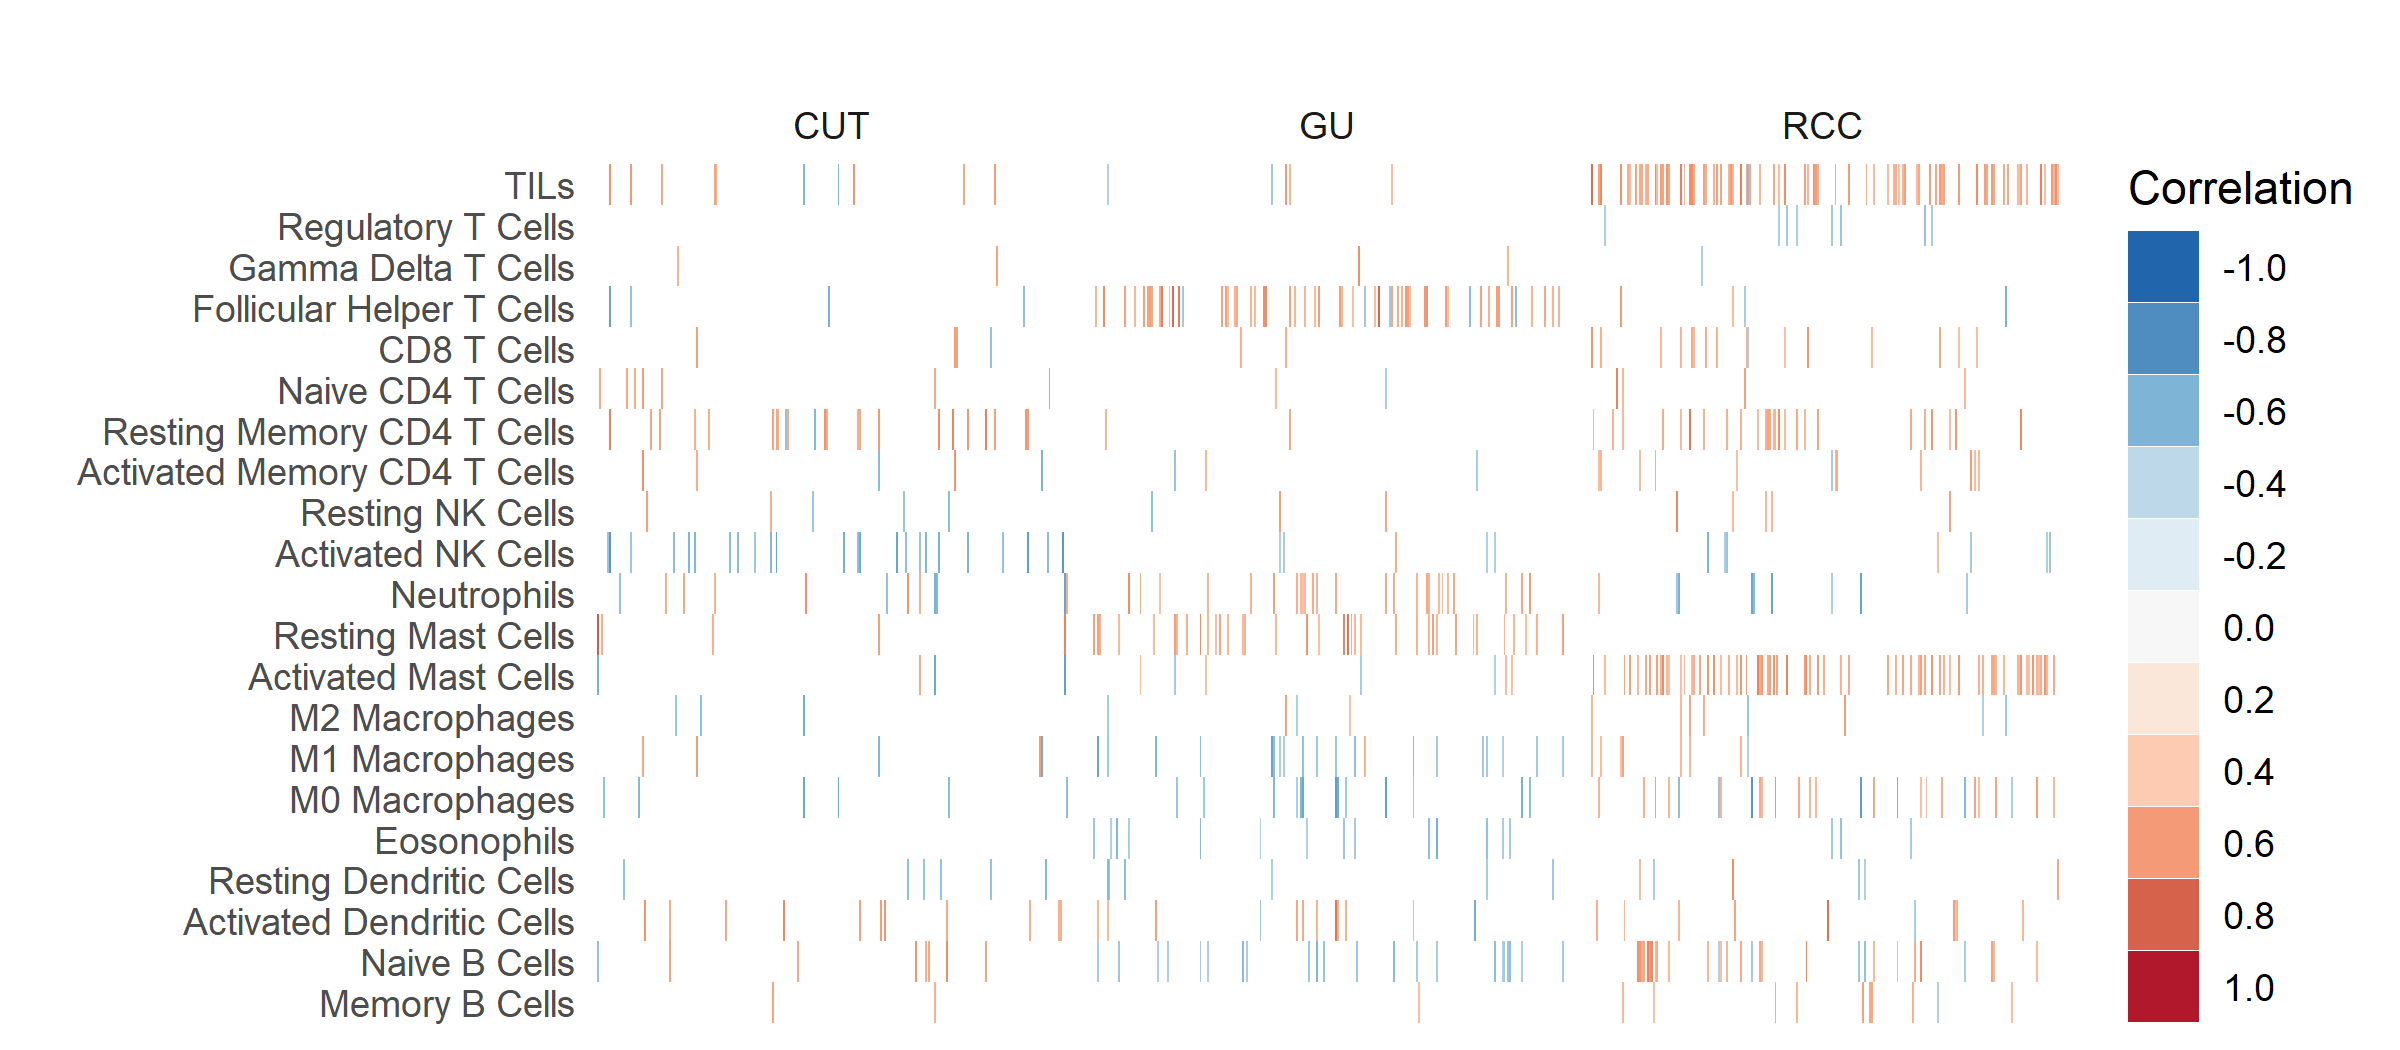 CUT GU RCC
TILs
Regulatory T Cells
Gamma Delta T Cells
Follicular Helper T Cells
CD8 T Cells
Naive CD4 T Cells
Resting Memory CD4 T Cells
Activated Memory CD4 T Cells
Resting NK Cells
Activated NK Cells
Neutrophils
Resting Mast Cells
Activated Mast Cells
M2 Macrophages
M1 Macrophages
M0 Macrophages
Eosonophils
Resting Dendritic Cells
Activated Dendritic Cells
Naive B Cells
Memory B Cells
Correlation
-1.0
-0.8
-0.6
-0.4
-0.2
0.0
0.2
0.4
0.6
0.8
1.0